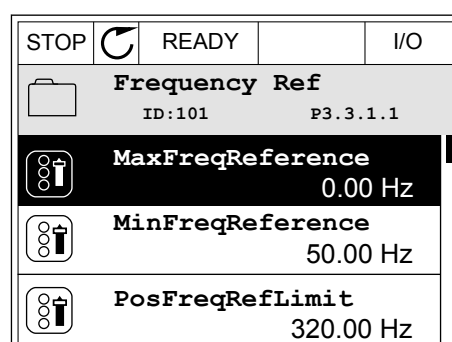 STOP READY I/O
Frequency Ref
ID:101 P3.3.1.1
MaxFreqReference
0.00 Hz
MinFreqReference
50.00 Hz
PosFreqRefLimit
320.00 Hz